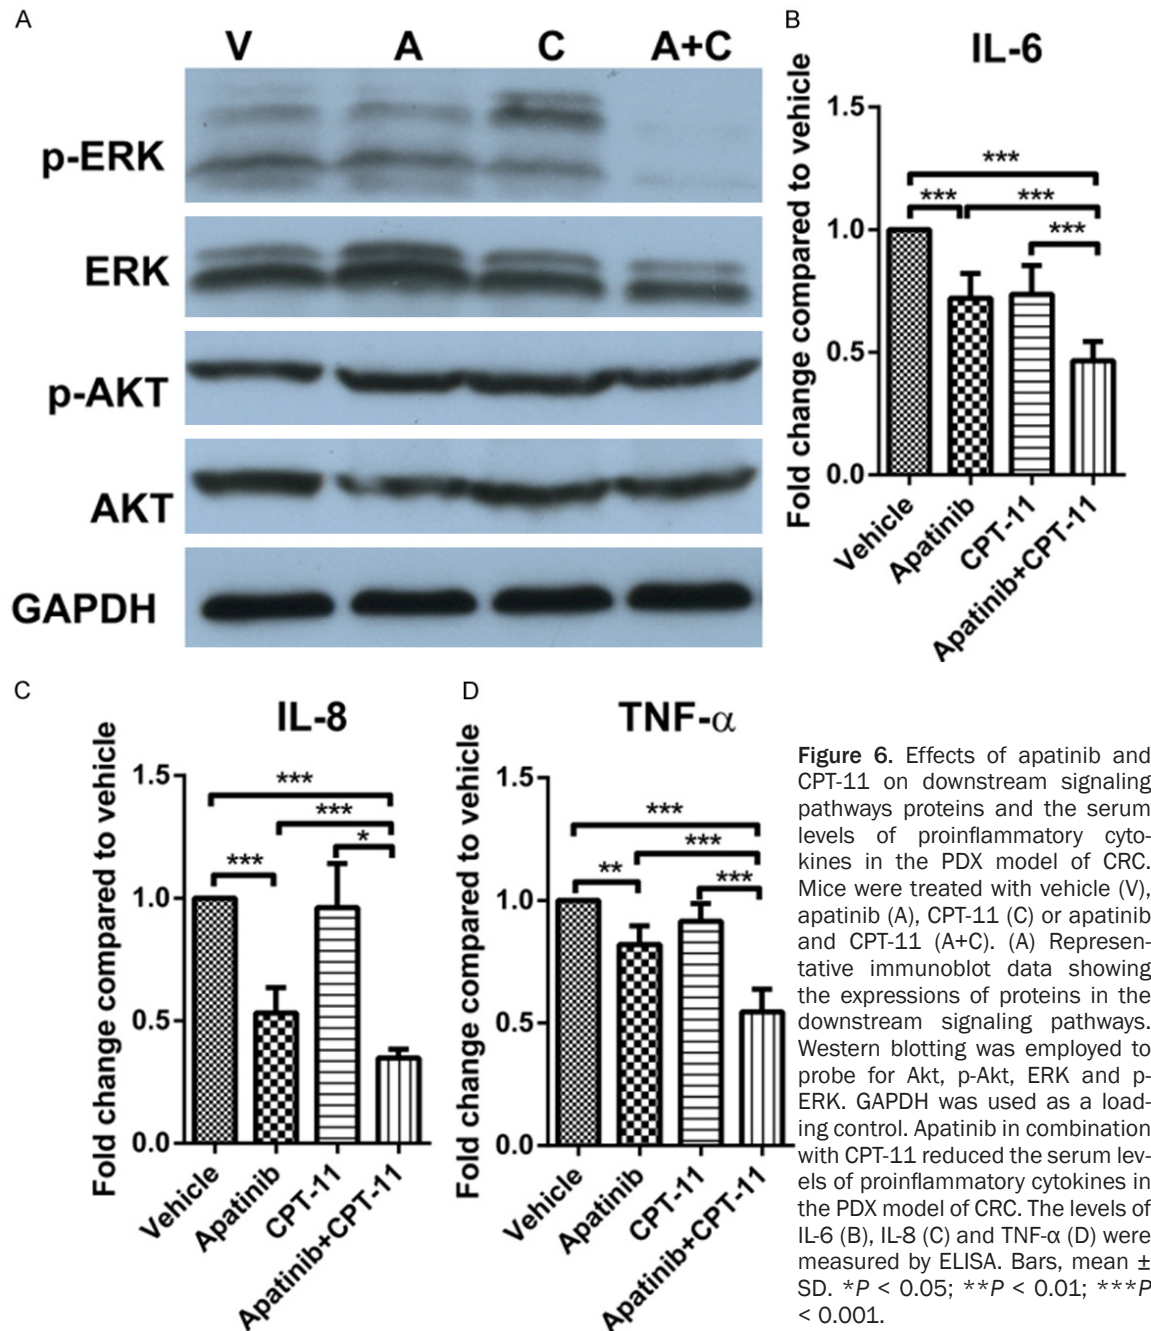 A
V A C A+C
p-ERK
ERK
p-AKT
AKT
GAPDH
B
IL-6
Fold change compared to vehicle
1.5
1.0
0.5
0.0
***
*** ***
***
Vehicle
Apatinib
CPT-11
Apatinib+CPT-11
C
IL-8
Fold change compared to vehicle
1.5
1.0
0.5
0.0
***
***
*
***
Vehicle
Apatinib
CPT-11
Apatinib+CPT-11
D
TNF-α
Fold change compared to vehicle
1.5
1.0
0.5
0.0
***
***
** ***
Vehicle
Apatinib
CPT-11
Apatinib+CPT-11
Figure 6. Effects of apatinib and
CPT-11 on downstream signaling
pathways proteins and the serum
levels of proinflammatory cyto-
kines in the PDX model of CRC.
Mice were treated with vehicle (V),
apatinib (A), CPT-11 (C) or apatinib
and CPT-11 (A+C). (A) Represen-
tative immunoblot data showing
the expressions of proteins in the
downstream signaling pathways.
Western blotting was employed to
probe for Akt, p-Akt, ERK and p-
ERK. GAPDH was used as a load-
ing control. Apatinib in combination
with CPT-11 reduced the serum lev-
els of proinflammatory cytokines in
the PDX model of CRC. The levels of
IL-6 (B), IL-8 (C) and TNF-α (D) were
measured by ELISA. Bars, mean ±
SD. *P < 0.05; **P < 0.01; ***P
< 0.001.